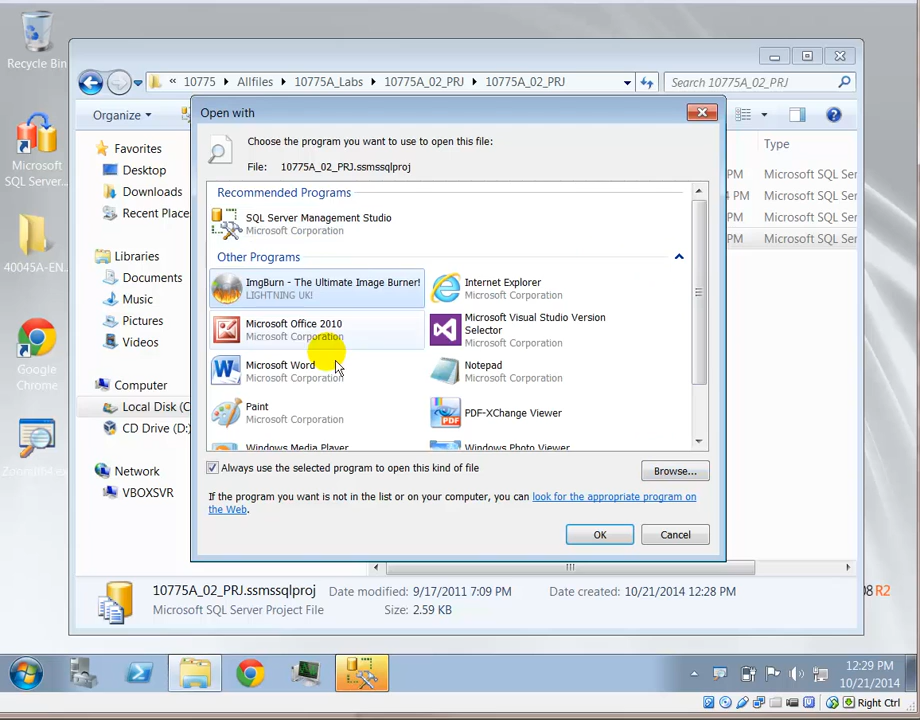 Recycle Bin
Microsoft
SQL Server...
40045A-EN...
Google
Chrome
« 10775 Allfiles 10775A_Labs 10775A_02_PRJ 10775A_02_PRJ
Search 10775A_02_PRJ
Organize
Favorites
Desktop
Downloads
Recent Place
Libraries
Documents
Music
Pictures
Videos
Computer
Local Disk (C
CD Drive (D:)
Network
VBOXSVR
Type
PM Microsoft SQL Ser
PM Microsoft SQL Ser
PM Microsoft SQL Ser
PM Microsoft SQL Ser
Open with
Choose the program you want to use to open this file:
File: 10775A_02_PRJ.ssmssqlproj
Recommended Programs
SQL Server Management Studio
Microsoft Corporation
Other Programs
ImgBurn - The Ultimate Image Burner!
LIGHTNING UK!
Internet Explorer
Microsoft Corporation
Microsoft Office 2010
Microsoft Corporation
Microsoft Visual Studio Version
Selector
Microsoft Corporation
Microsoft Word
Microsoft Corporation
Notepad
Microsoft Corporation
Paint
Microsoft Corporation
PDF-XChange Viewer
Windows Media Player
Windows Photo Viewer
Always use the selected program to open this kind of file
Browse...
If the program you want is not in the list or on your computer, you can look for the appropriate program on
the Web.
OK
Cancel
10775A_02_PRJ.ssmssqlproj Date modified: 9/17/2011 7:09 PM Date created: 10/21/2014 12:28 PM
Microsoft SQL Server Project File Size: 2.59 KB
08 R2
12:29 PM
10/21/2014
Right Ctrl